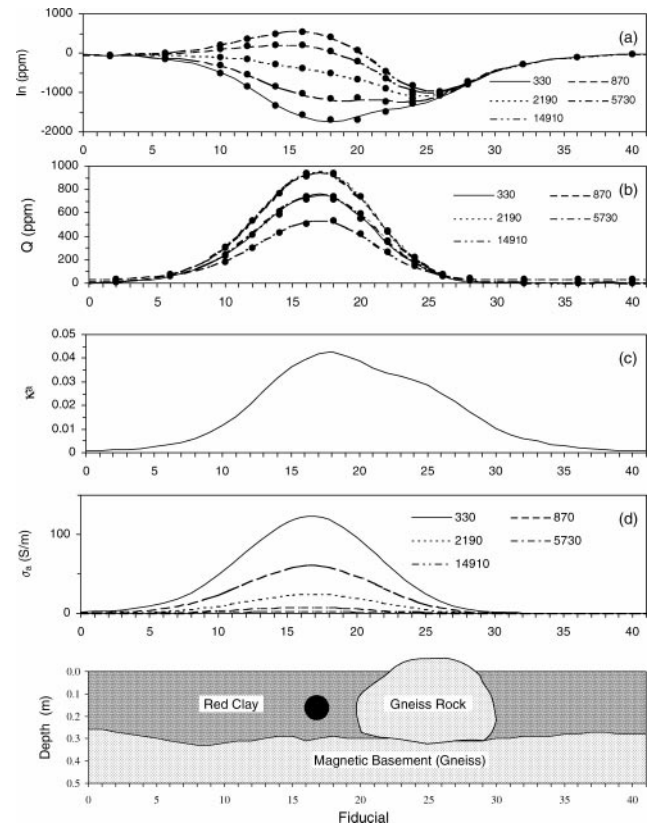 1000
0
-1000
-2000
In (ppm)
(a)
330
870
2190
5730
14910
0 5 10 15 20 25 30 35 40
1000
800
600
400
200
0
Q (ppm)
(b)
330
870
2190
5730
14910
0 5 10 15 20 25 30 35 40
0.05
0.04
0.03
0.02
0.01
0
κa
(c)
0 5 10 15 20 25 30 35 40
100
0
σa (S/m)
(d)
330
870
2190
5730
14910
0 5 10 15 20 25 30 35 40
0.0
0.1
0.2
0.3
0.4
0.5
Depth (m)
Red Clay
Gneiss Rock
Magnetic Basement (Gneiss)
0 5 10 15 20 25 30 35 40
Fiducial